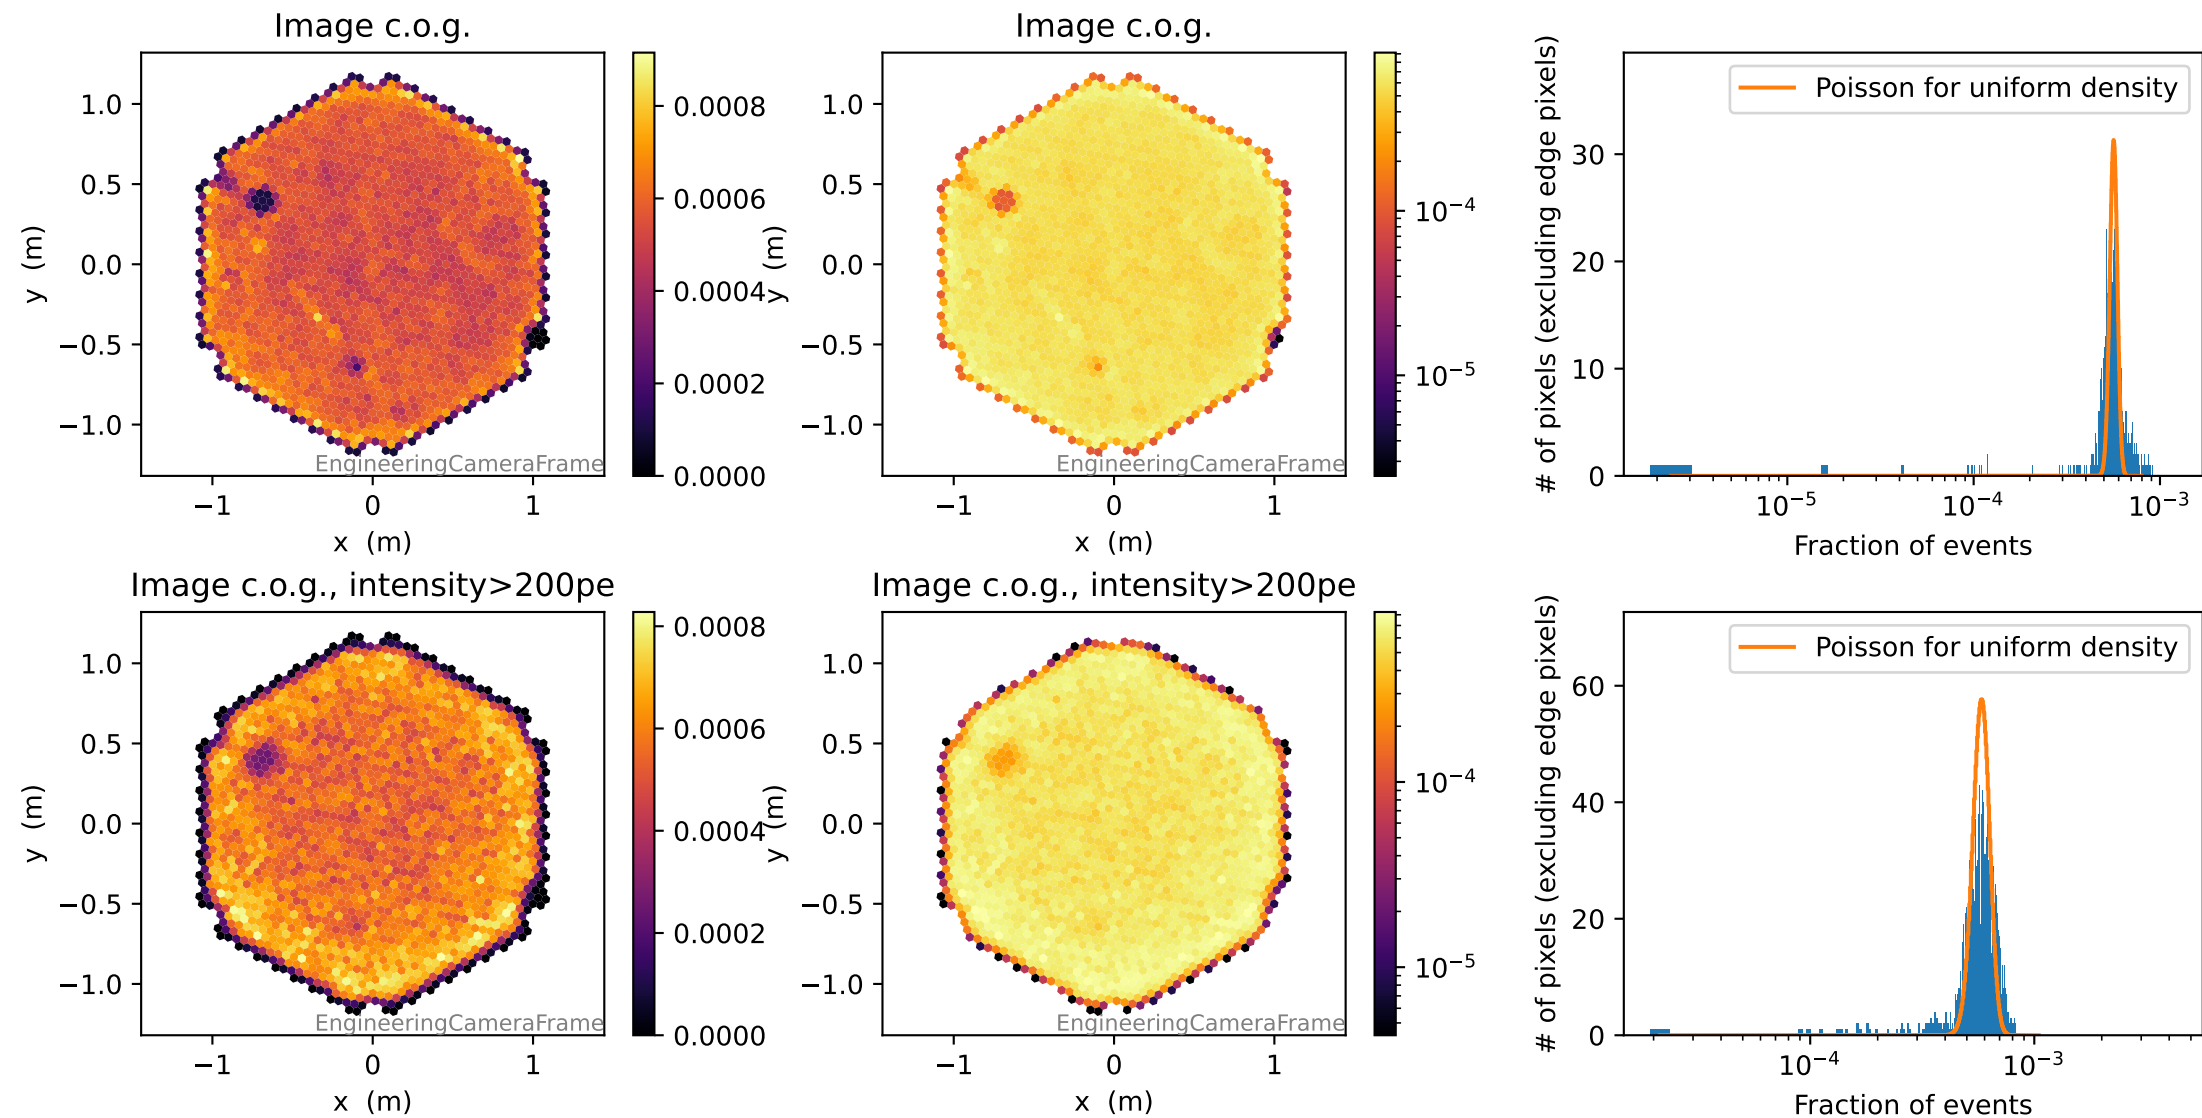 Image c.o.g.
1.0
0.5
0.0
−0.5
−1.0
y (m)
−1 0 1
x (m)
EngineeringCameraFrame
0.0008
0.0006
0.0004
0.0002
0.0000
Image c.o.g.
1.0
0.5
0.0
−0.5
−1.0
y (m)
−1 0 1
x (m)
EngineeringCameraFrame
10−4
10−5
Poisson for uniform density
# of pixels (excluding edge pixels)
30
20
10
0
10−5 10−4 10−3
Fraction of events
Image c.o.g., intensity>200pe
1.0
0.5
0.0
−0.5
−1.0
y (m)
−1 0 1
x (m)
EngineeringCameraFrame
0.0008
0.0006
0.0004
0.0002
0.0000
Image c.o.g., intensity>200pe
1.0
0.5
0.0
−0.5
−1.0
y (m)
−1 0 1
x (m)
EngineeringCameraFrame
10−4
10−5
Poisson for uniform density
# of pixels (excluding edge pixels)
60
40
20
0
10−4 10−3
Fraction of events